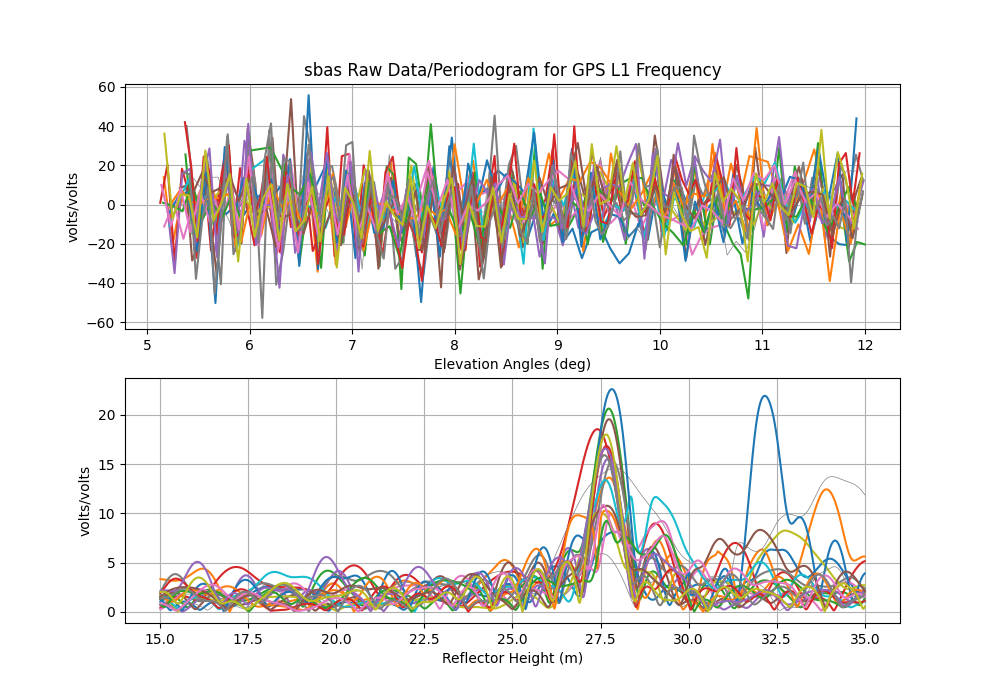 sbas Raw Data/Periodogram for GPS L1 Frequency
60
40
20
0
−20
−40
−60
volts/volts
5 6 7 8 9 10 11 12
Elevation Angles (deg)
20
15
10
5
0
volts/volts
15.0 17.5 20.0 22.5 25.0 27.5 30.0 32.5 35.0
Reflector Height (m)